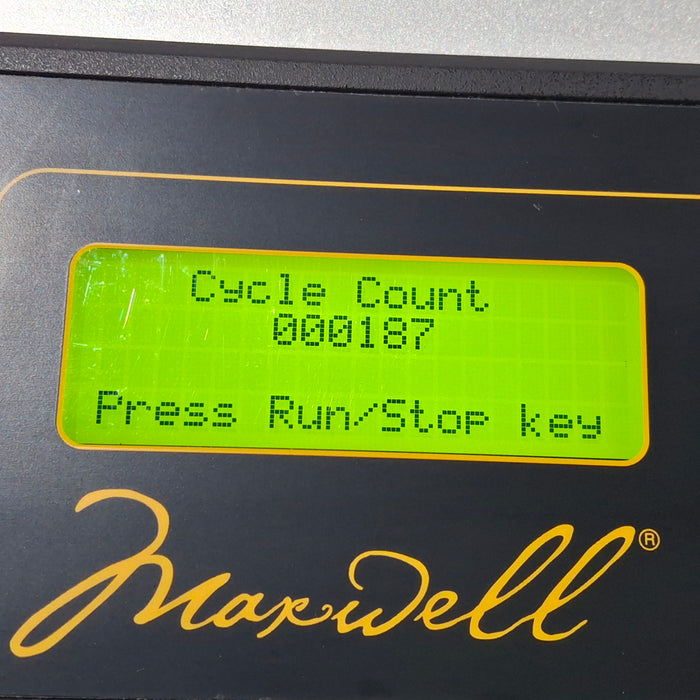 Cycle Count
000187
Press Run/Stop key
Maxwell®